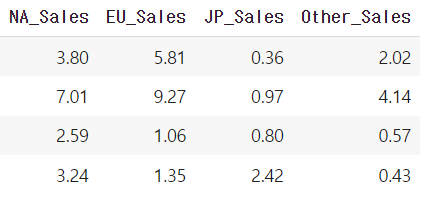 NA_Sales EU_Sales JP_Sales Other_Sales
3.80 5.81 0.36 2.02
7.01 9.27 0.97 4.14
2.59 1.06 0.80 0.57
3.24 1.35 2.42 0.43